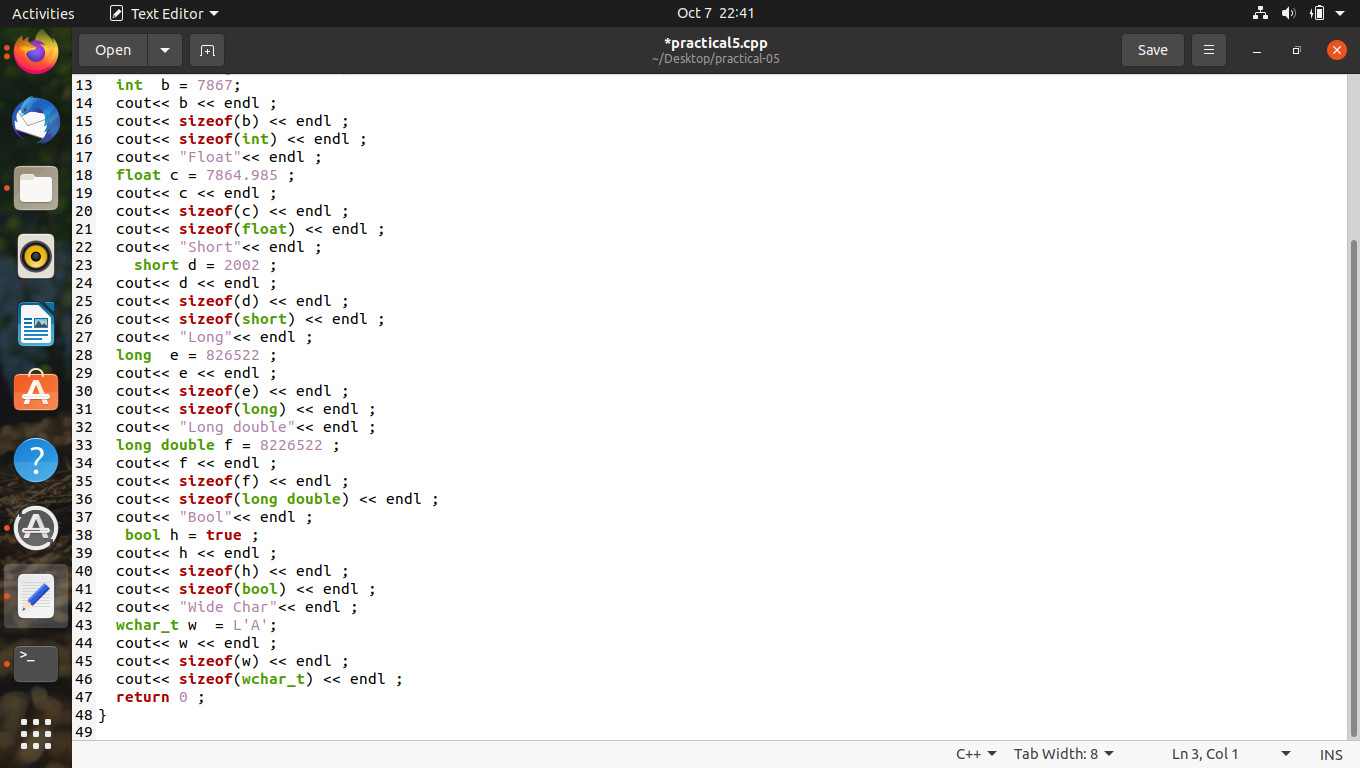 Activities Text Editor Oct 7 22:41
Open *practical5.cpp Save
~/Desktop/practical-05
13 int  b = 7867;
14 cout<< b << endl ;
15 cout<< sizeof(b) << endl ;
16 cout<< sizeof(int) << endl ;
17 cout<< "Float"<< endl ;
18 float c = 7864.985 ;
19 cout<< c << endl ;
20 cout<< sizeof(c) << endl ;
21 cout<< sizeof(float) << endl ;
22 cout<< "Short"<< endl ;
23   short d = 2002 ;
24 cout<< d << endl ;
25 cout<< sizeof(d) << endl ;
26 cout<< sizeof(short) << endl ;
27 cout<< "Long"<< endl ;
28 long  e = 826522 ;
29 cout<< e << endl ;
30 cout<< sizeof(e) << endl ;
31 cout<< sizeof(long) << endl ;
32 cout<< "Long double"<< endl ;
33 long double f = 8226522 ;
34 cout<< f << endl ;
35 cout<< sizeof(f) << endl ;
36 cout<< sizeof(long double) << endl ;
37 cout<< "Bool"<< endl ;
38  bool h = true ;
39 cout<< h << endl ;
40 cout<< sizeof(h) << endl ;
41 cout<< sizeof(bool) << endl ;
42 cout<< "Wide Char"<< endl ;
43 wchar_t w  = L'A';
44 cout<< w << endl ;
45 cout<< sizeof(w) << endl ;
46 cout<< sizeof(wchar_t) << endl ;
47 return 0 ;
48 }
49
C++ Tab Width: 8 Ln 3, Col 1 INS